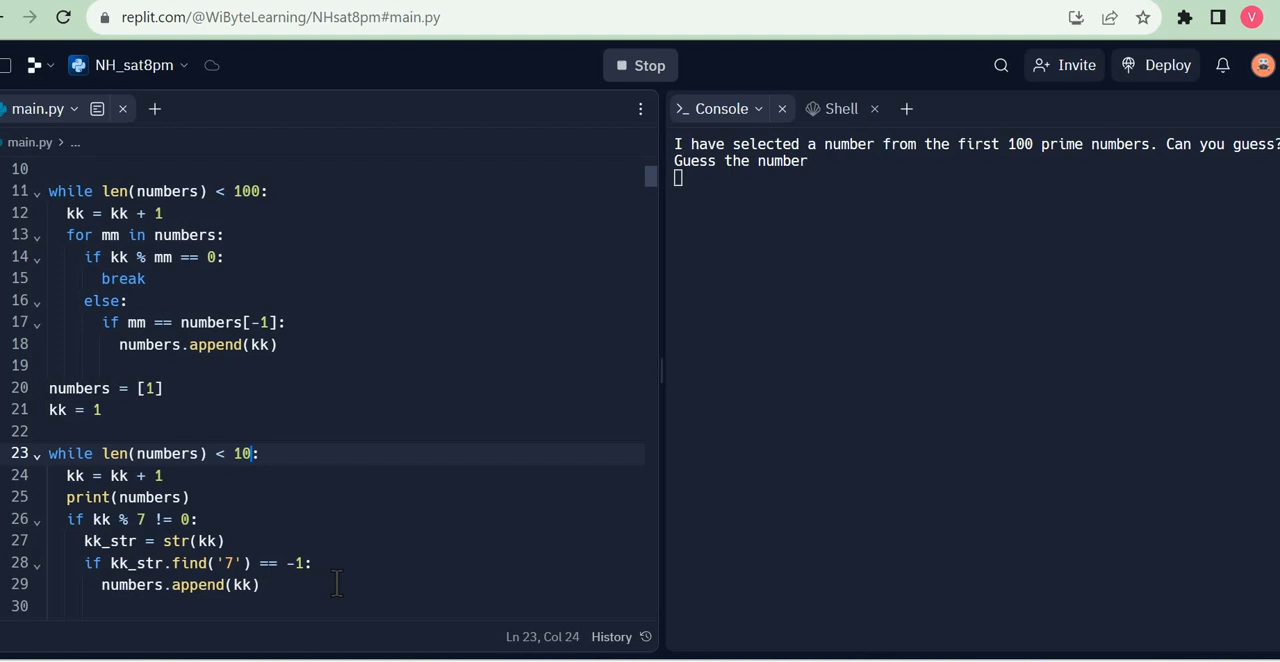 replit.com/@WiByteLearning/NHsat8pm#main.py
V
NH_sat8pm
Stop
Invite
Deploy
main.py
>_ Console
Shell
main.py > ...
10
11 while len(numbers) < 100:
12 kk = kk + 1
13 for mm in numbers:
14 if kk % mm == 0:
15 break
16 else:
17 if mm == numbers[-1]:
18 numbers.append(kk)
19
20 numbers = [1]
21 kk = 1
22
23 while len(numbers) < 10:
24 kk = kk + 1
25 print(numbers)
26 if kk % 7 != 0:
27 kk_str = str(kk)
28 if kk_str.find('7') == -1:
29 numbers.append(kk)
30
Ln 23, Col 24 History
I have selected a number from the first 100 prime numbers. Can you guess?
Guess the number